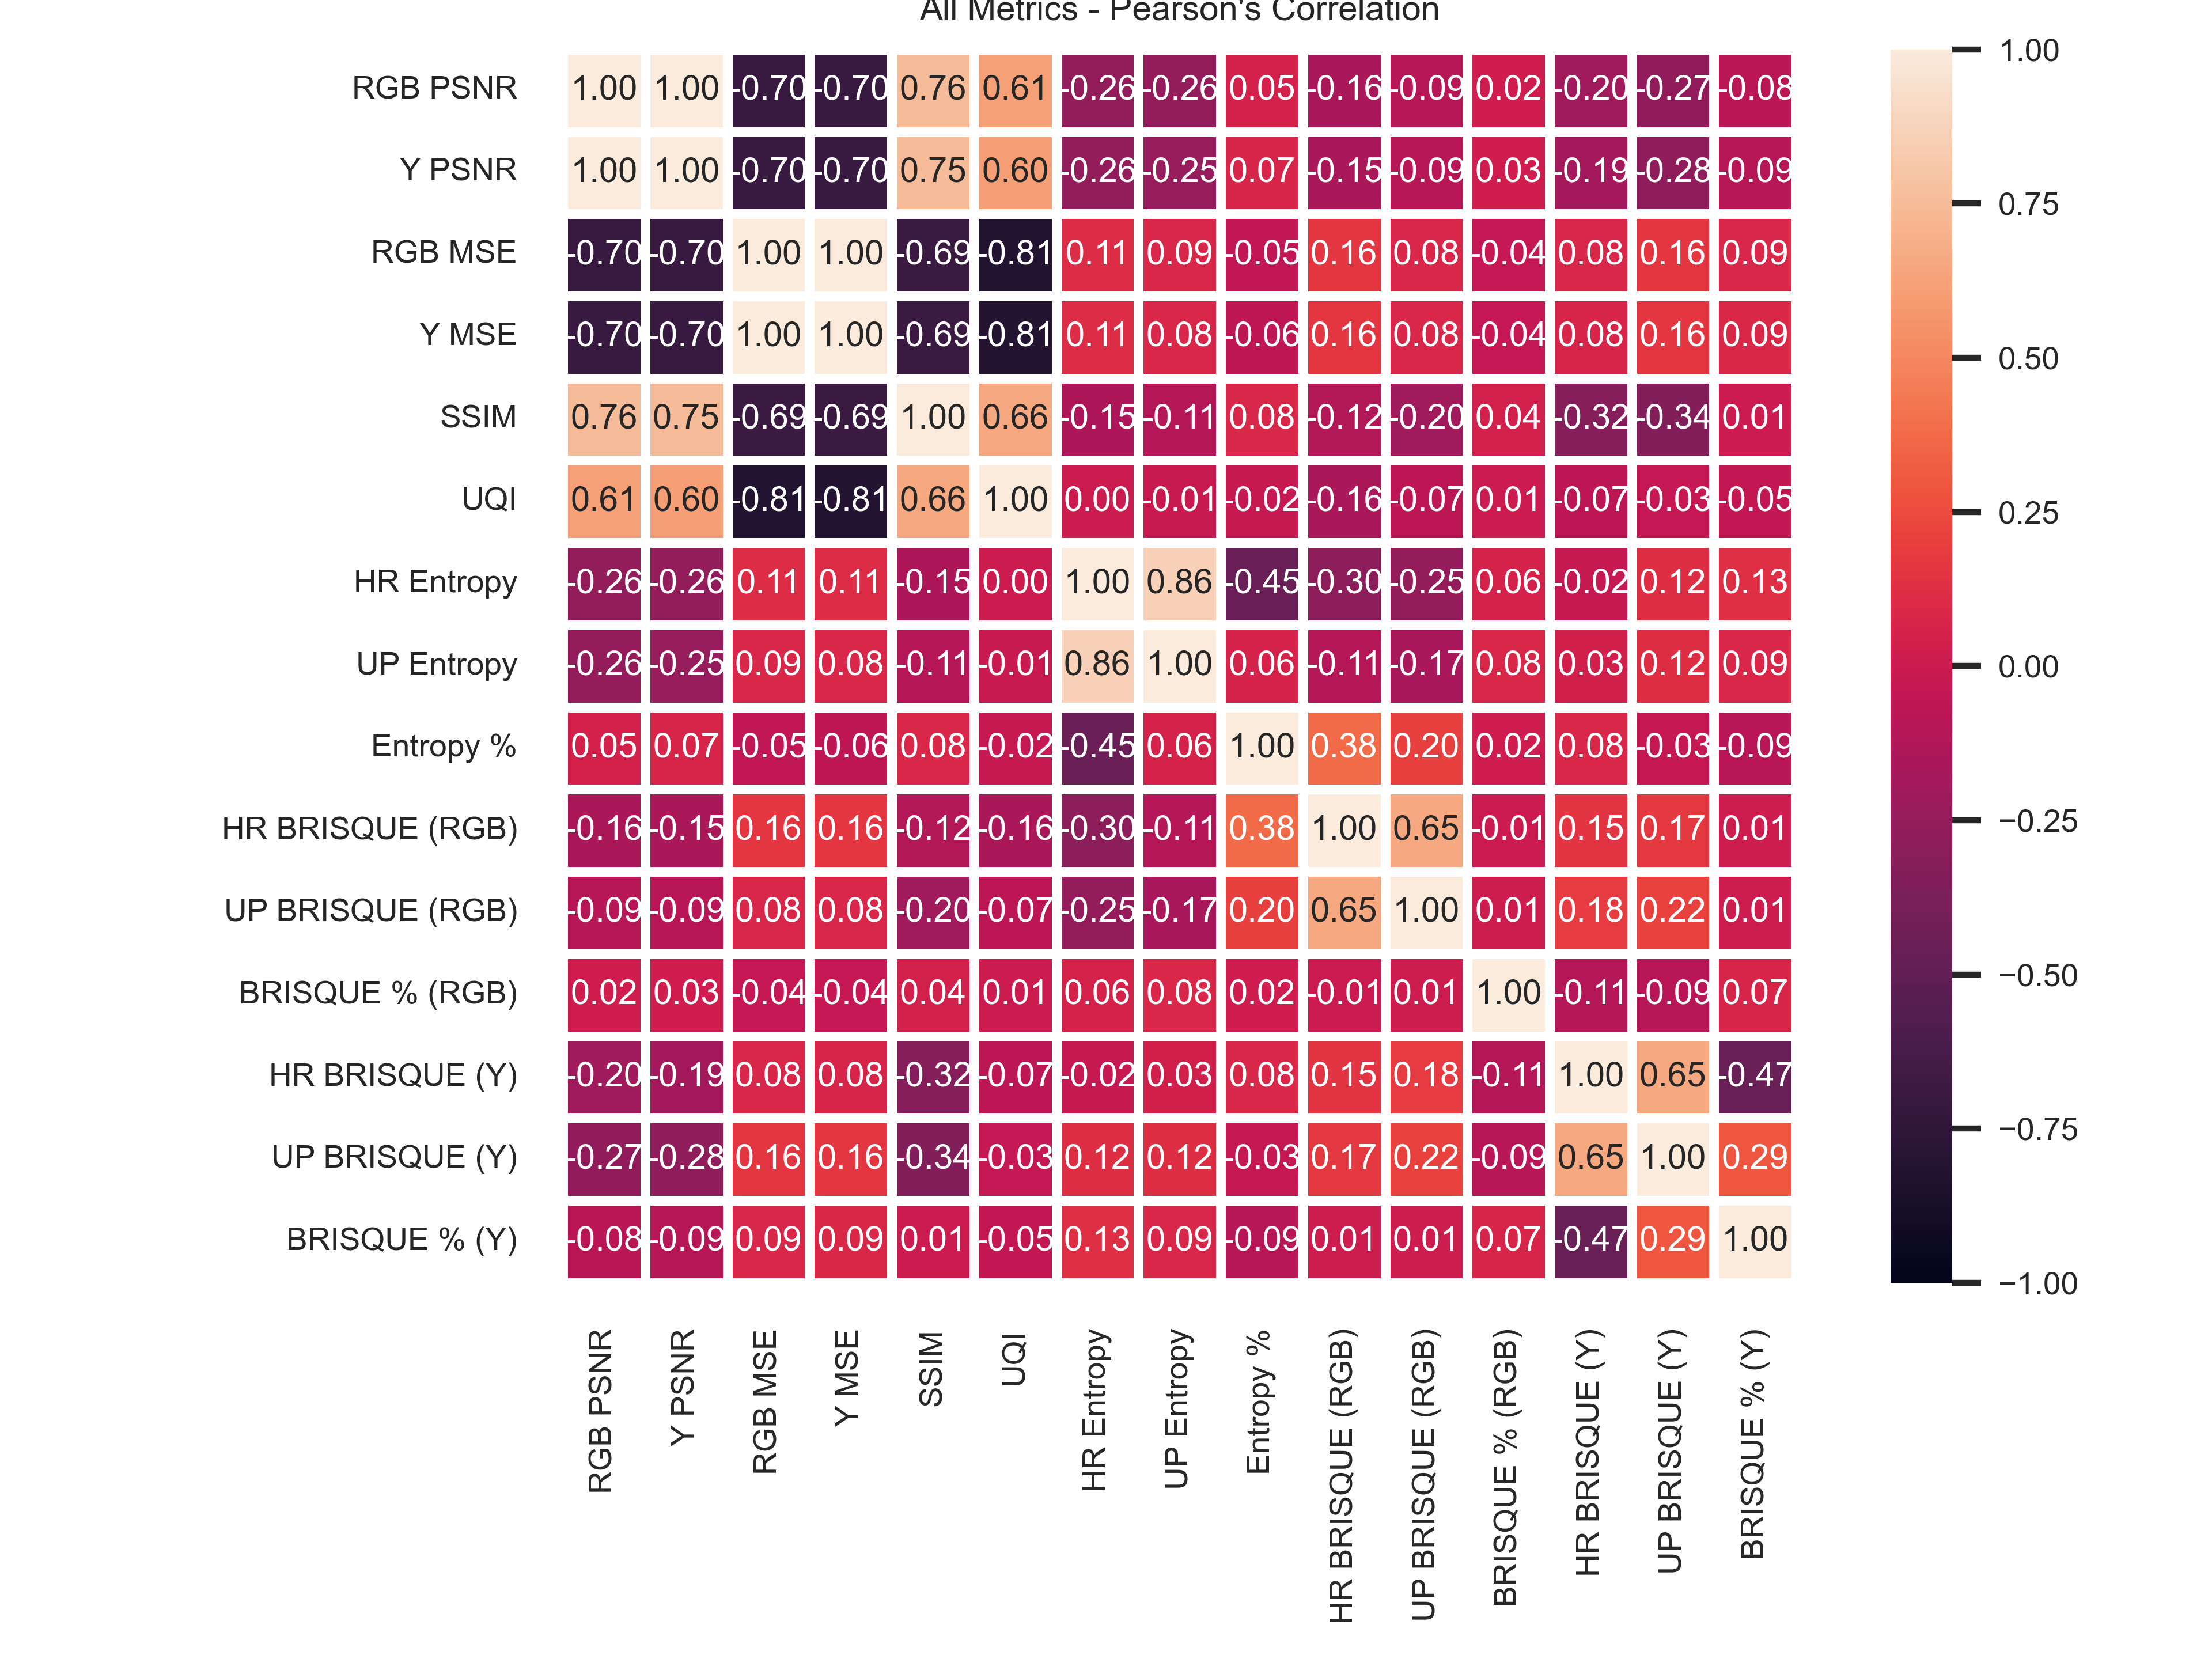 All Metrics - Pearson's Correlation
RGB PSNR 1.00 1.00 -0.70 -0.70 0.76 0.61 -0.26 -0.26 0.05 -0.16 -0.09 0.02 -0.20 -0.27 -0.08
Y PSNR 1.00 1.00 -0.70 -0.70 0.75 0.60 -0.26 -0.25 0.07 -0.15 -0.09 0.03 -0.19 -0.28 -0.09
RGB MSE -0.70 -0.70 1.00 1.00 -0.69 -0.81 0.11 0.09 -0.05 0.16 0.08 -0.04 0.08 0.16 0.09
Y MSE -0.70 -0.70 1.00 1.00 -0.69 -0.81 0.11 0.08 -0.06 0.16 0.08 -0.04 0.08 0.16 0.09
SSIM 0.76 0.75 -0.69 -0.69 1.00 0.66 -0.15 -0.11 0.08 -0.12 -0.20 0.04 -0.32 -0.34 0.01
UQI 0.61 0.60 -0.81 -0.81 0.66 1.00 0.00 -0.01 -0.02 -0.16 -0.07 0.01 -0.07 -0.03 -0.05
HR Entropy -0.26 -0.26 0.11 0.11 -0.15 0.00 1.00 0.86 -0.45 -0.30 -0.25 0.06 -0.02 0.12 0.13
UP Entropy -0.26 -0.25 0.09 0.08 -0.11 -0.01 0.86 1.00 0.06 -0.11 -0.17 0.08 0.03 0.12 0.09
Entropy % 0.05 0.07 -0.05 -0.06 0.08 -0.02 -0.45 0.06 1.00 0.38 0.20 0.02 0.08 -0.03 -0.09
HR BRISQUE (RGB) -0.16 -0.15 0.16 0.16 -0.12 -0.16 -0.30 -0.11 0.38 1.00 0.65 -0.01 0.15 0.17 0.01
UP BRISQUE (RGB) -0.09 -0.09 0.08 0.08 -0.20 -0.07 -0.25 -0.17 0.20 0.65 1.00 0.01 0.18 0.22 0.01
BRISQUE % (RGB) 0.02 0.03 -0.04 -0.04 0.04 0.01 0.06 0.08 0.02 -0.01 0.01 1.00 -0.11 -0.09 0.07
HR BRISQUE (Y) -0.20 -0.19 0.08 0.08 -0.32 -0.07 -0.02 0.03 0.08 0.15 0.18 -0.11 1.00 0.65 -0.47
UP BRISQUE (Y) -0.27 -0.28 0.16 0.16 -0.34 -0.03 0.12 0.12 -0.03 0.17 0.22 -0.09 0.65 1.00 0.29
BRISQUE % (Y) -0.08 -0.09 0.09 0.09 0.01 -0.05 0.13 0.09 -0.09 0.01 0.01 0.07 -0.47 0.29 1.00
RGB PSNR
Y PSNR
RGB MSE
Y MSE
SSIM
UQI
HR Entropy
UP Entropy
Entropy %
HR BRISQUE (RGB)
UP BRISQUE (RGB)
BRISQUE % (RGB)
HR BRISQUE (Y)
UP BRISQUE (Y)
BRISQUE % (Y)
1.00
0.75
0.50
0.25
0.00
−0.25
−0.50
−0.75
−1.00